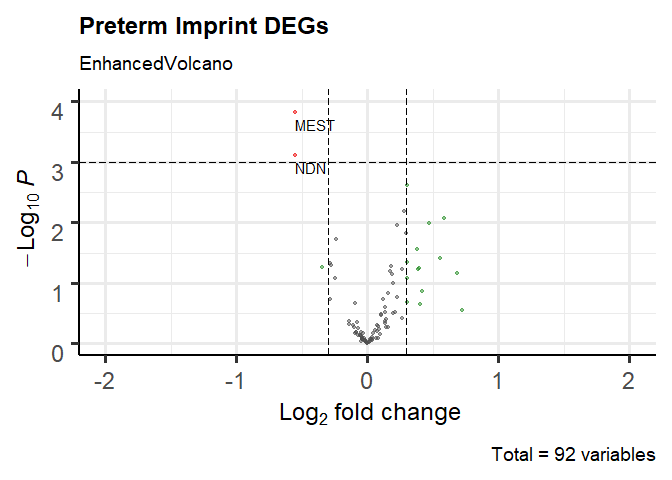 Preterm Imprint DEGs
EnhancedVolcano
4
MEST
3
NDN
2
1
0
−Log₁₀ P
-2 -1 0 1 2
Log₂ fold change
Total = 92 variables